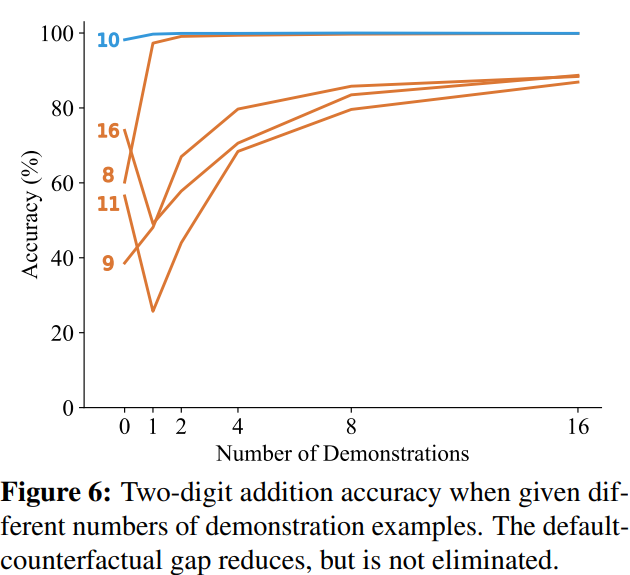 100
80
60
40
20
0
Accuracy (%)
10
16
8
11
9
0 1 2 4 8 16
Number of Demonstrations
Figure 6: Two-digit addition accuracy when given dif-
ferent numbers of demonstration examples. The default-
counterfactual gap reduces, but is not eliminated.